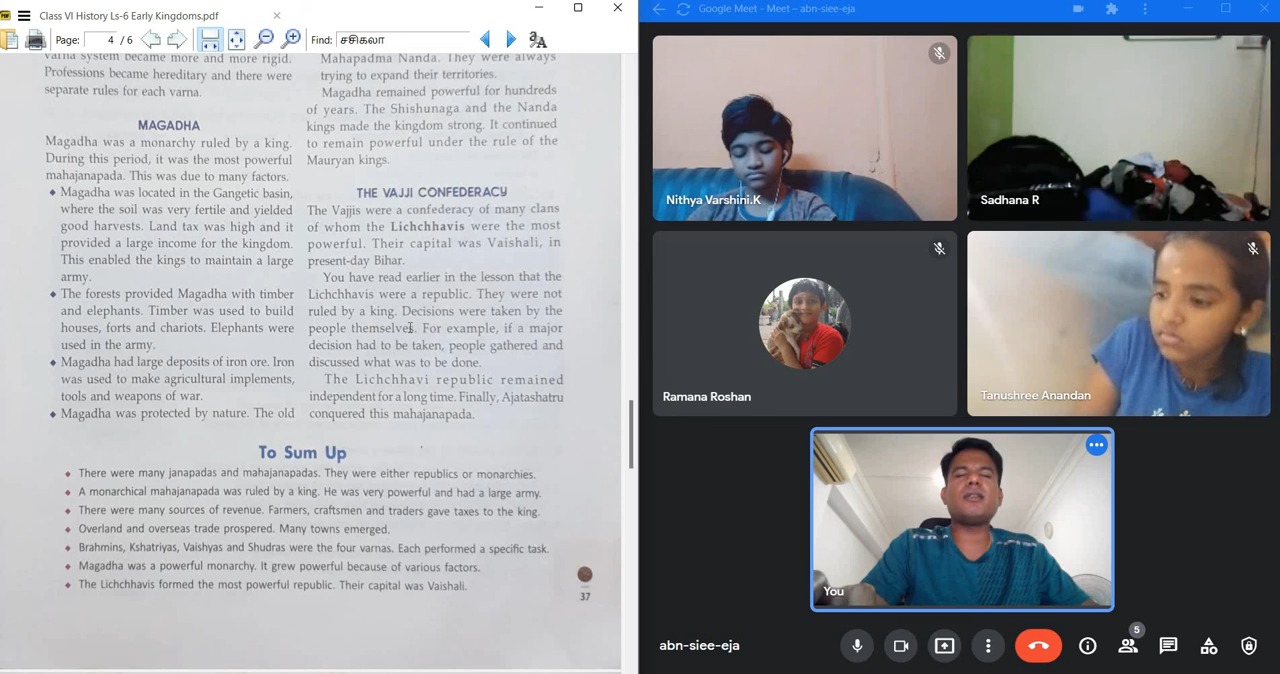 Class VI History Ls-6 Early Kingdoms.pdf
Page: 4 / 6
Find: சசிகலா
varna system became more and more rigid.
Professions became hereditary and there were
separate rules for each varna.
MAGADHA
Magadha was a monarchy ruled by a king.
During this period, it was the most powerful
mahajanapada. This was due to many factors.
Magadha was located in the Gangetic basin,
where the soil was very fertile and yielded
good harvests. Land tax was high and it
provided a large income for the kingdom.
This enabled the kings to maintain a large
army.
The forests provided Magadha with timber
and elephants. Timber was used to build
houses, forts and chariots. Elephants were
used in the army.
Magadha had large deposits of iron ore. Iron
was used to make agricultural implements,
tools and weapons of war.
Magadha was protected by nature. The old
Mahapadma Nanda. They were always
trying to expand their territories.
Magadha remained powerful for hundreds
of years. The Shishunaga and the Nanda
kings made the kingdom strong. It continued
to remain powerful under the rule of the
Mauryan kings.
THE VAJJI CONFEDERACY
The Vajjis were a confederacy of many clans
of whom the Lichchhavis were the most
powerful. Their capital was Vaishali, in
present-day Bihar.
You have read earlier in the lesson that the
Lichchhavis were a republic. They were not
ruled by a king. Decisions were taken by the
people themselves. For example, if a major
decision had to be taken, people gathered and
discussed what was to be done.
The Lichchhavi republic remained
independent for a long time. Finally, Ajatashatru
conquered this mahajanapada.
To Sum Up
There were many janapadas and mahajanapadas. They were either republics or monarchies.
A monarchical mahajanapada was ruled by a king. He was very powerful and had a large army.
There were many sources of revenue. Farmers, craftsmen and traders gave taxes to the king.
Overland and overseas trade prospered. Many towns emerged.
Brahmins, Kshatriyas, Vaishyas and Shudras were the four varnas. Each performed a specific task.
Magadha was a powerful monarchy. It grew powerful because of various factors.
The Lichchhavis formed the most powerful republic. Their capital was Vaishali.
37
Google Meet - Meet – abn-siee-eja
Nithya Varshini.K
Sadhana R
Ramana Roshan
Tanushree Anandan
You
abn-siee-eja
5